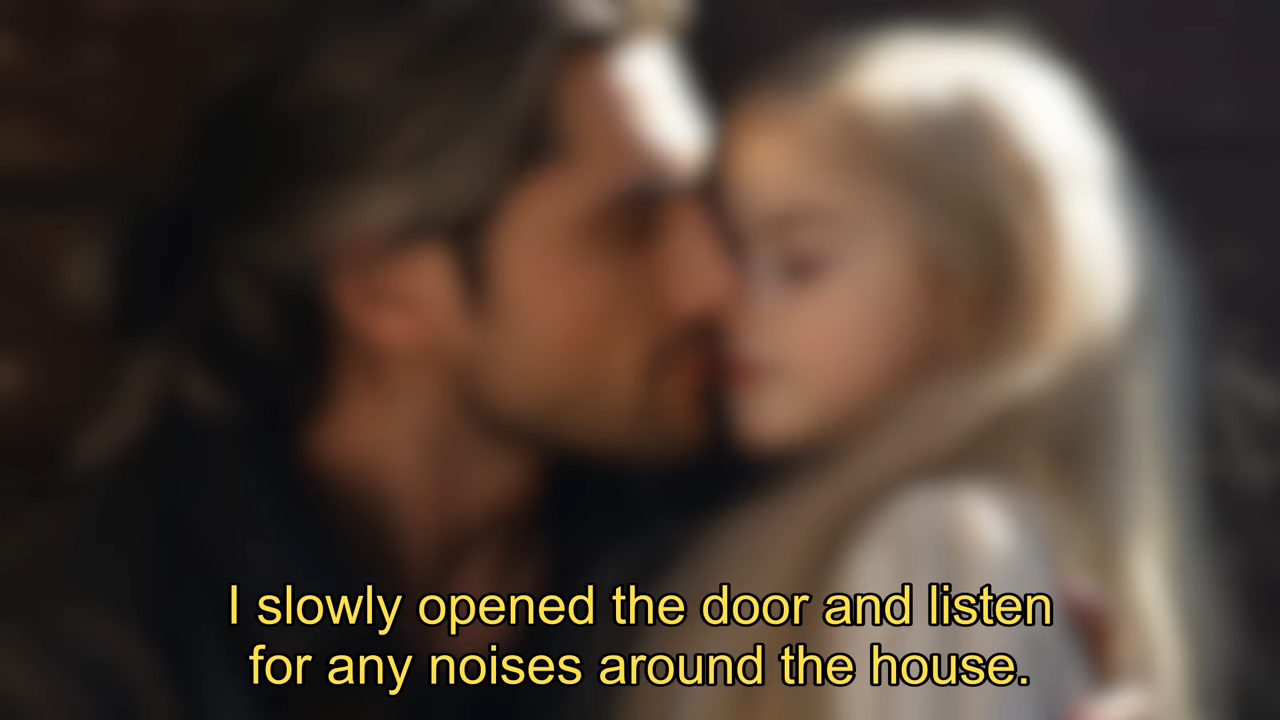 I slowly opened the door and listen
for any noises around the house.